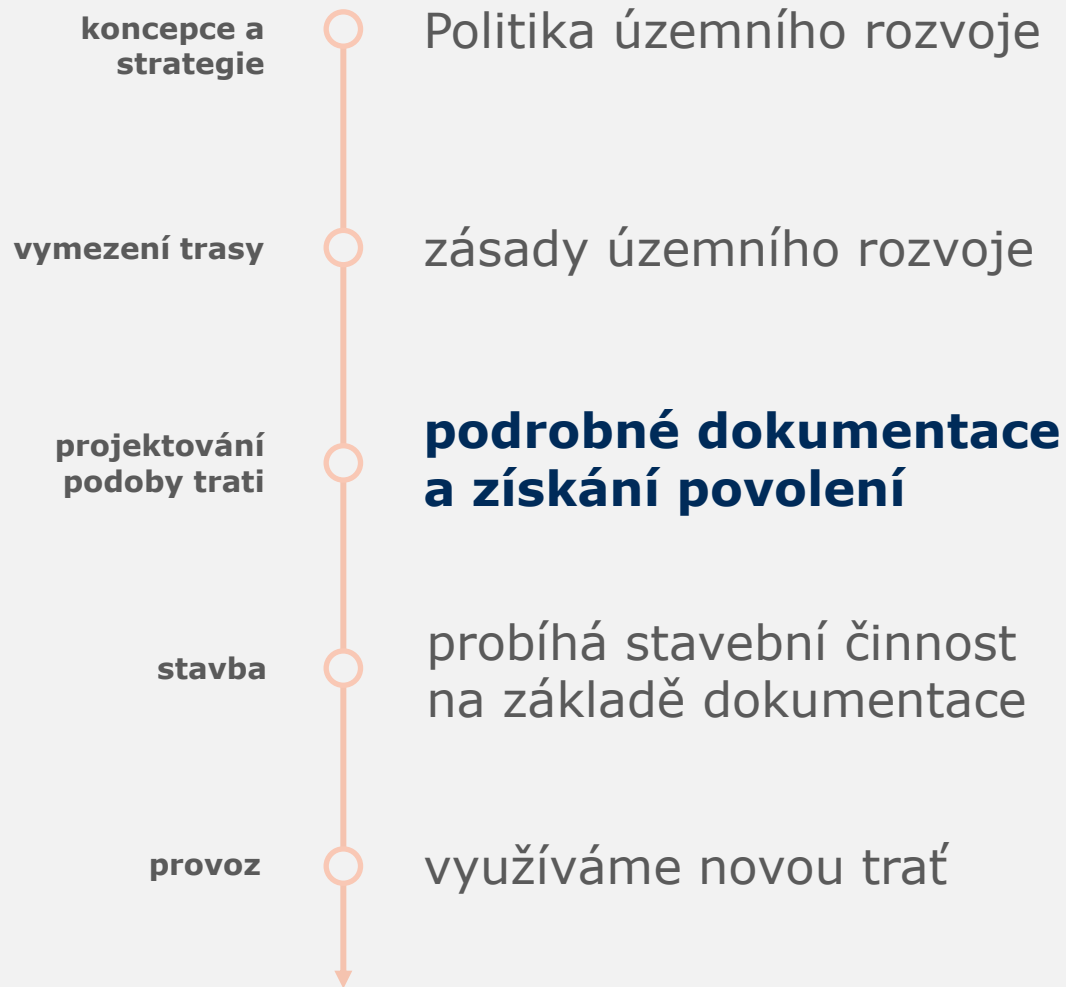 koncepce a
strategie
Politika územního rozvoje
vymezení trasy
zásady územního rozvoje
projektování
podoby trati
podrobné dokumentace
a získání povolení
stavba
probíhá stavební činnost
na základě dokumentace
provoz
využíváme novou trať